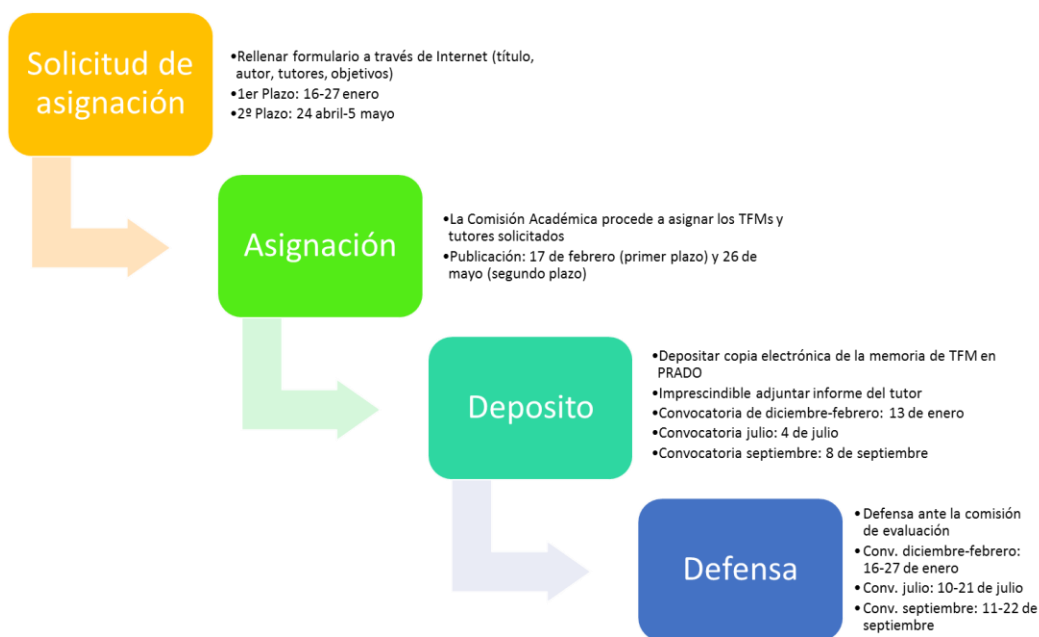 Solicitud de
asignación
•Rellenar formulario a través de Internet (título,
autor, tutores, objetivos)
•1er Plazo: 16-27 enero
•2º Plazo: 24 abril-5 mayo
Asignación
•La Comisión Académica procede a asignar los TFMs y
tutores solicitados
•Publicación: 17 de febrero (primer plazo) y 26 de
mayo (segundo plazo)
Deposito
•Depositar copia electrónica de la memoria de TFM en
PRADO
•Imprescindible adjuntar informe del tutor
•Convocatoria de diciembre-febrero: 13 de enero
•Convocatoria julio: 4 de julio
•Convocatoria septiembre: 8 de septiembre
Defensa
•Defensa ante la comisión
de evaluación
•Conv. diciembre-febrero:
16-27 de enero
•Conv. julio: 10-21 de julio
•Conv. septiembre: 11-22 de
septiembre